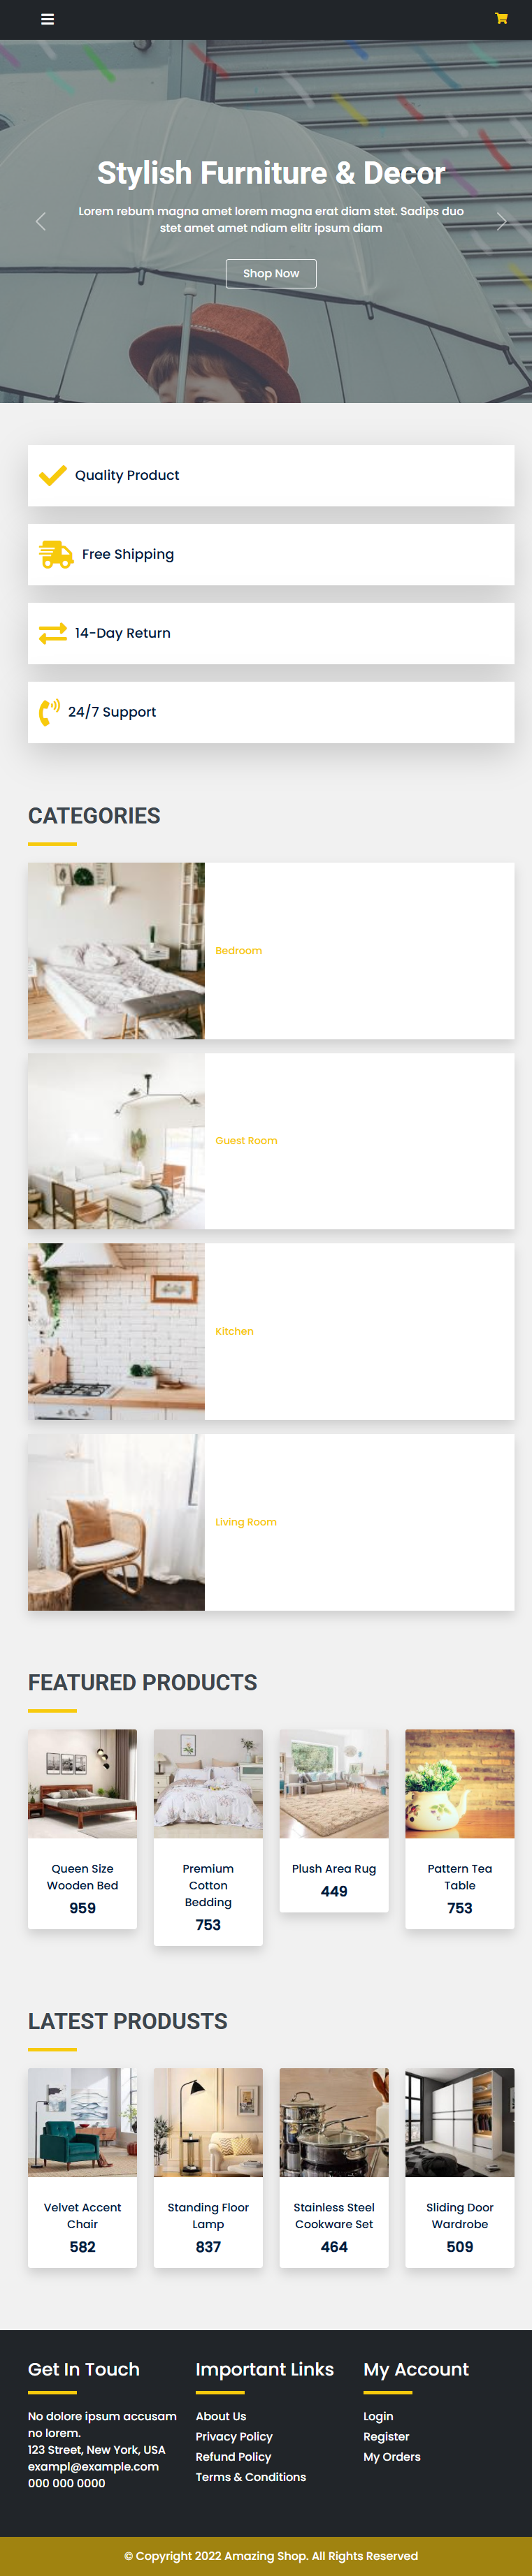 Stylish Furniture & Decor
Lorem rebum magna amet lorem magna erat diam stet. Sadips duo
stet amet amet ndiam elitr ipsum diam
Shop Now
Quality Product
Free Shipping
14-Day Return
24/7 Support
CATEGORIES
Bedroom
Guest Room
Kitchen
Living Room
FEATURED PRODUCTS
Queen Size
Wooden Bed
959
Premium
Cotton
Bedding
753
Plush Area Rug
449
Pattern Tea
Table
753
LATEST PRODUSTS
Velvet Accent
Chair
582
Standing Floor
Lamp
837
Stainless Steel
Cookware Set
464
Sliding Door
Wardrobe
509
Get In Touch
No dolore ipsum accusam
no lorem.
123 Street, New York, USA
exampl@example.com
000 000 0000
Important Links
About Us
Privacy Policy
Refund Policy
Terms & Conditions
My Account
Login
Register
My Orders
© Copyright 2022 Amazing Shop. All Rights Reserved